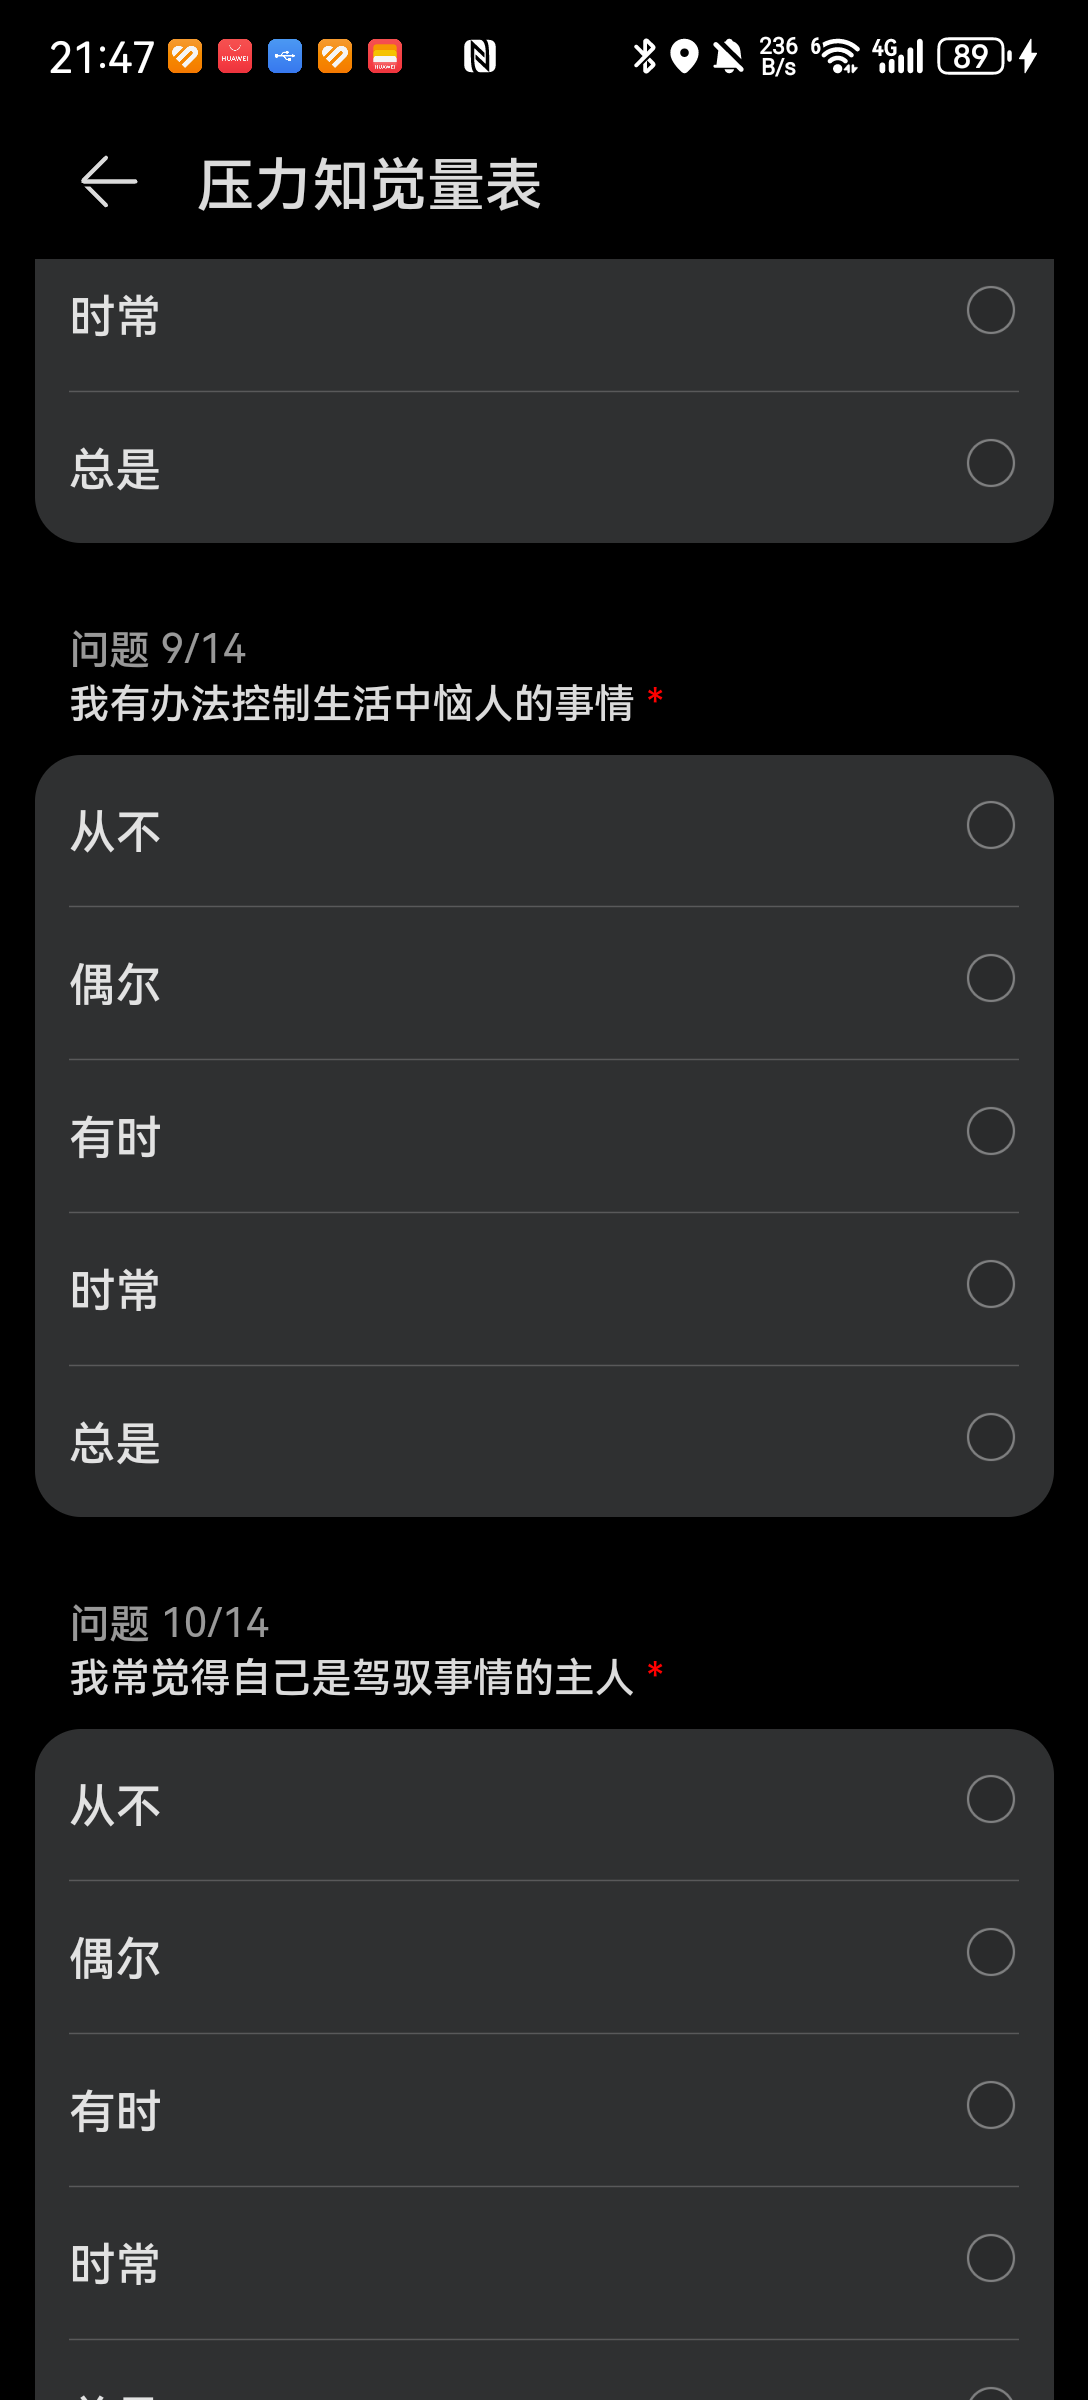 21:47
HUAWEI
236
B/s
6
4G
89
压力知觉量表
时常
总是
问题 9/14
我有办法控制生活中恼人的事情 *
从不
偶尔
有时
时常
总是
问题 10/14
我常觉得自己是驾驭事情的主人 *
从不
偶尔
有时
时常